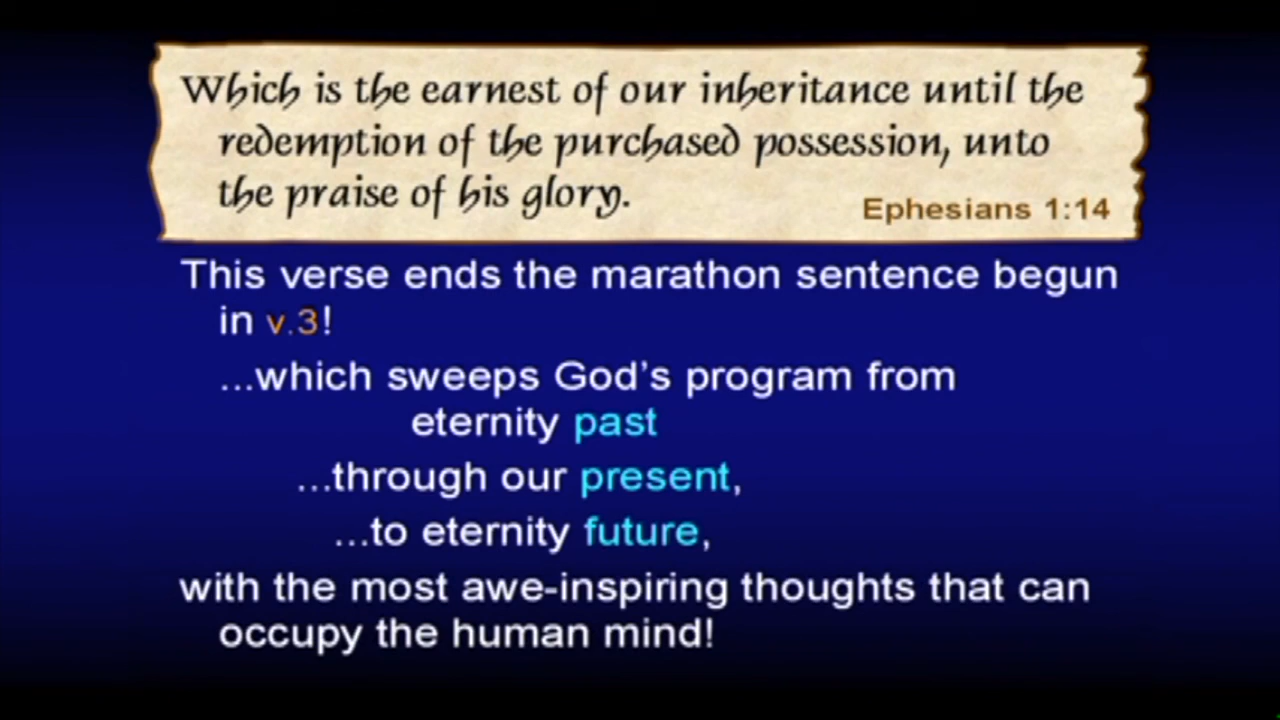 Which is the earnest of our inheritance until the
redemption of the purchased possession, unto
the praise of his glory.
Ephesians 1:14
This verse ends the marathon sentence begun
in v.3!
...which sweeps God's program from
eternity past
...through our present,
...to eternity future,
with the most awe-inspiring thoughts that can
occupy the human mind!